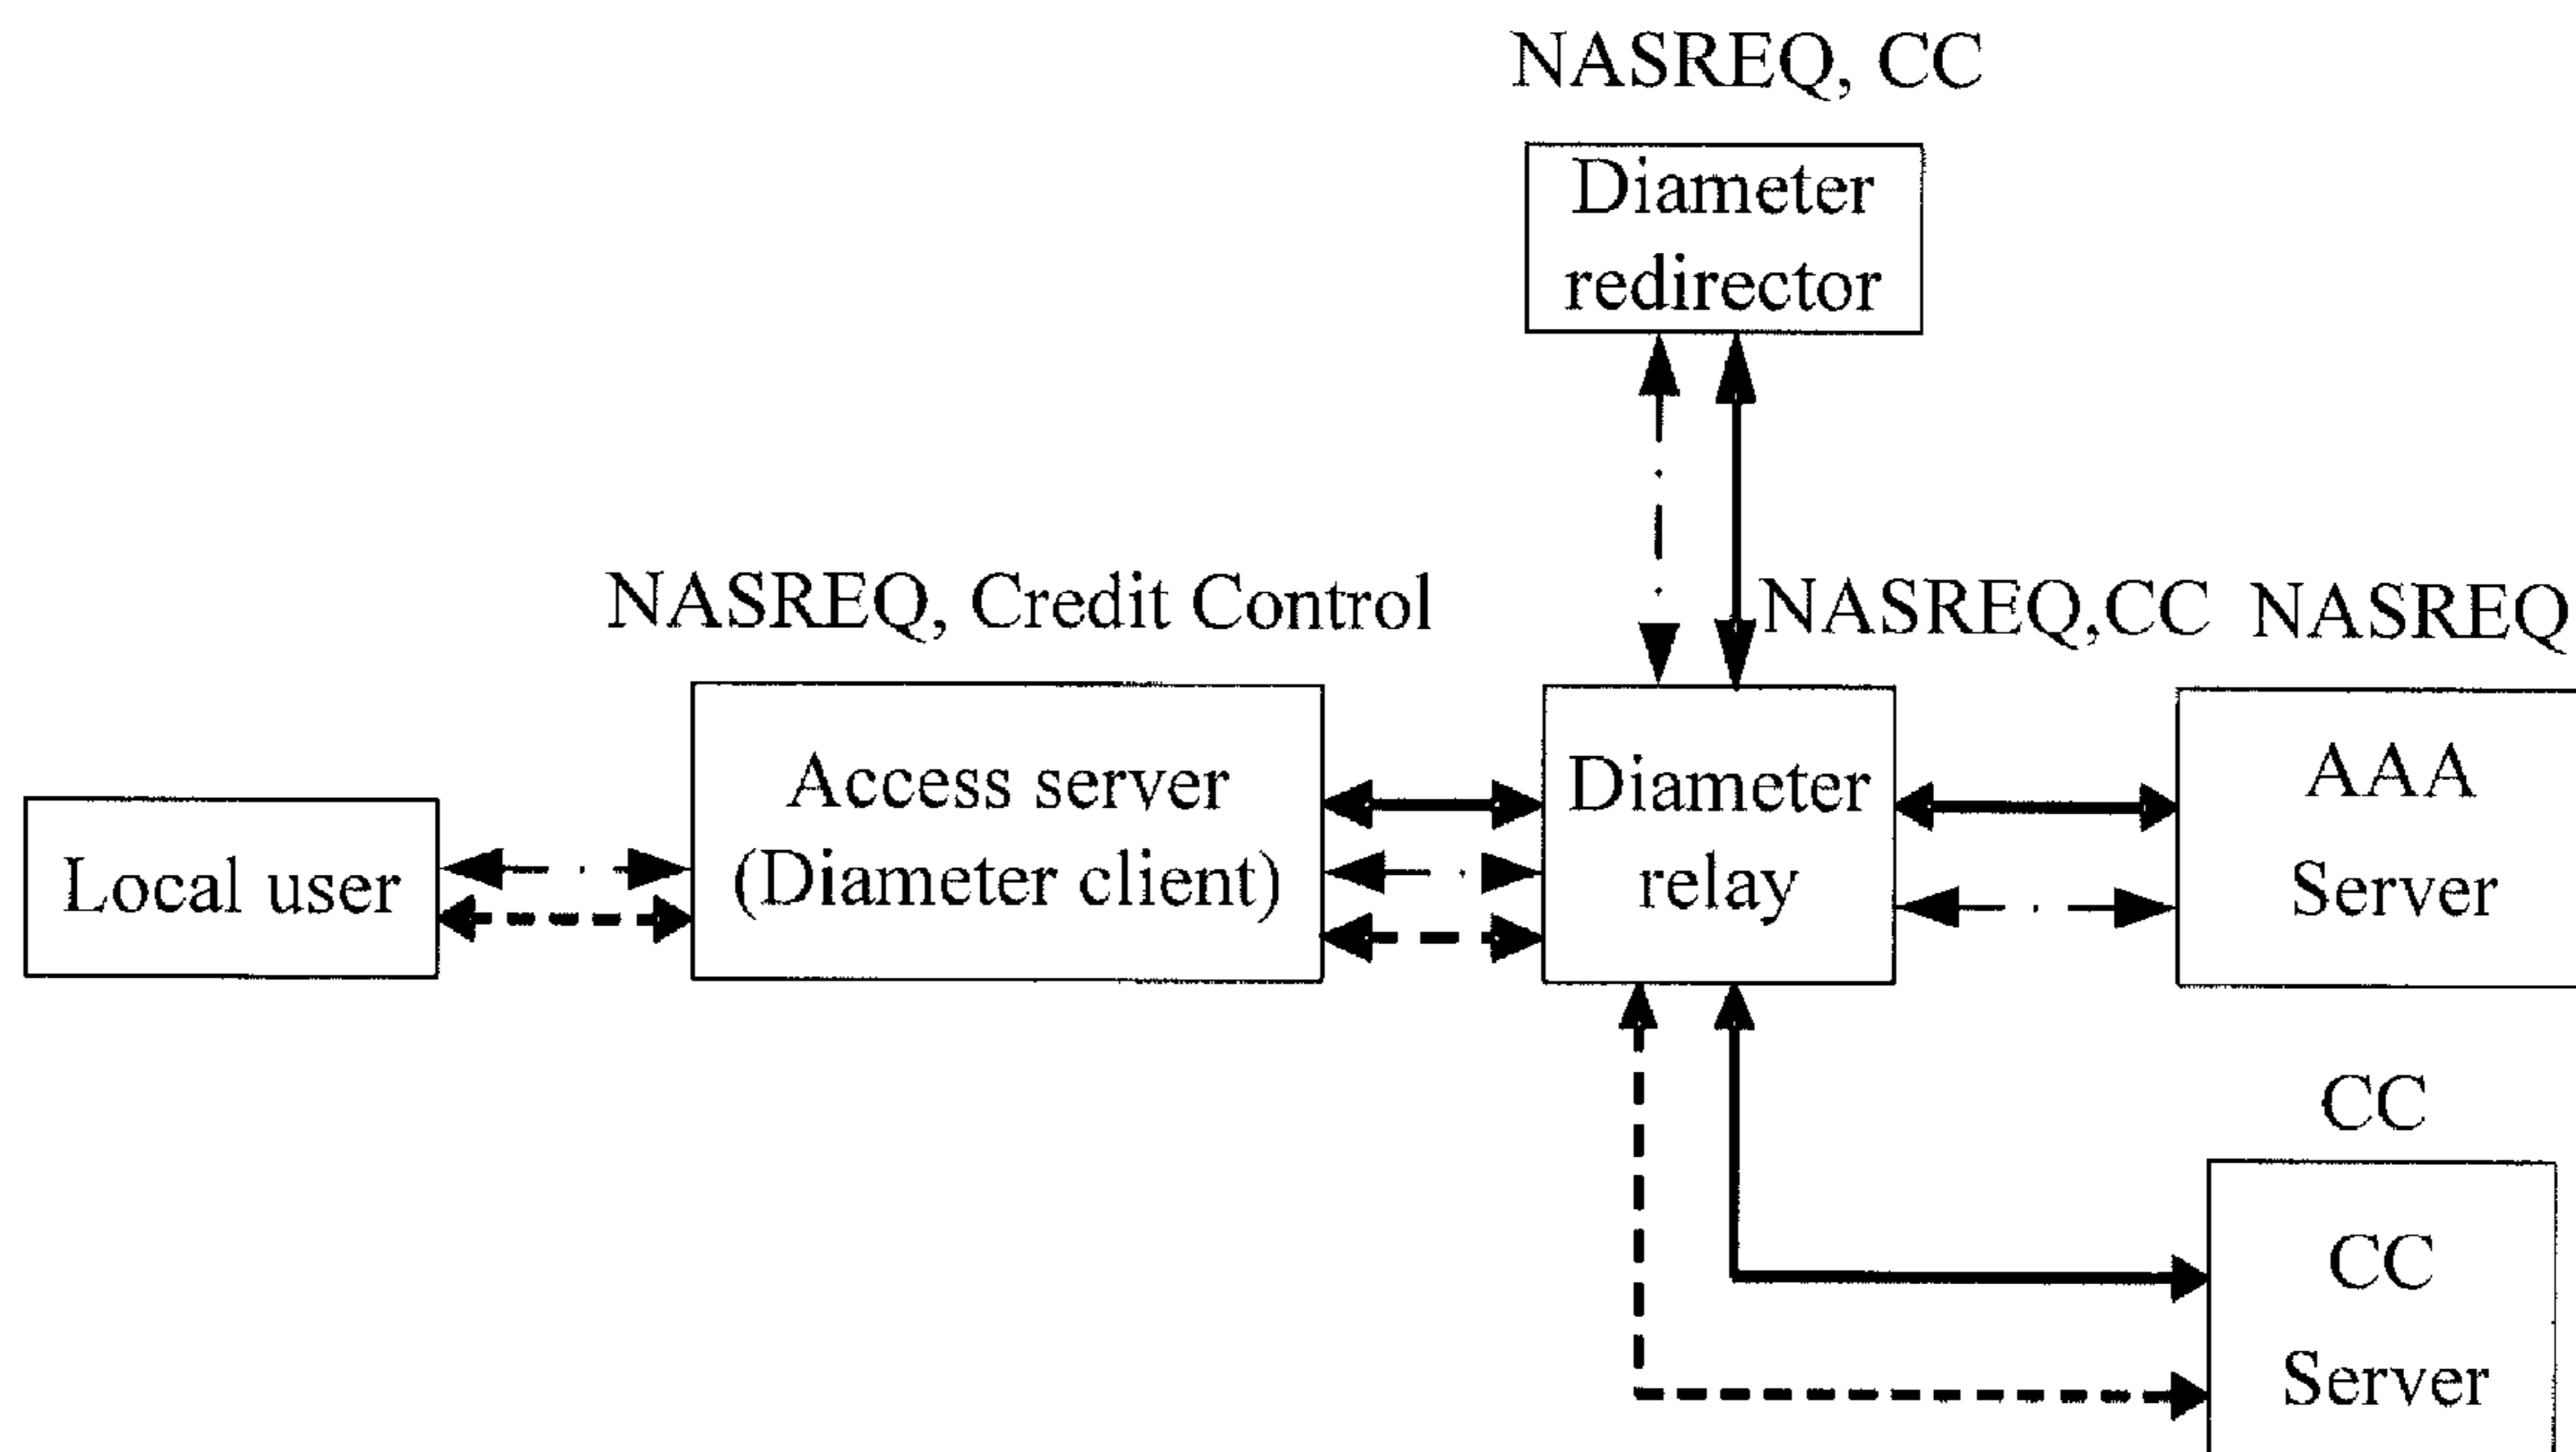 NASREQ, CC
Diameter
redirector
NASREQ, Credit Control
NASREQ,CC
NASREQ
Local user
Access server
(Diameter client)
Diameter
relay
AAA
Server
CC
CC
Server